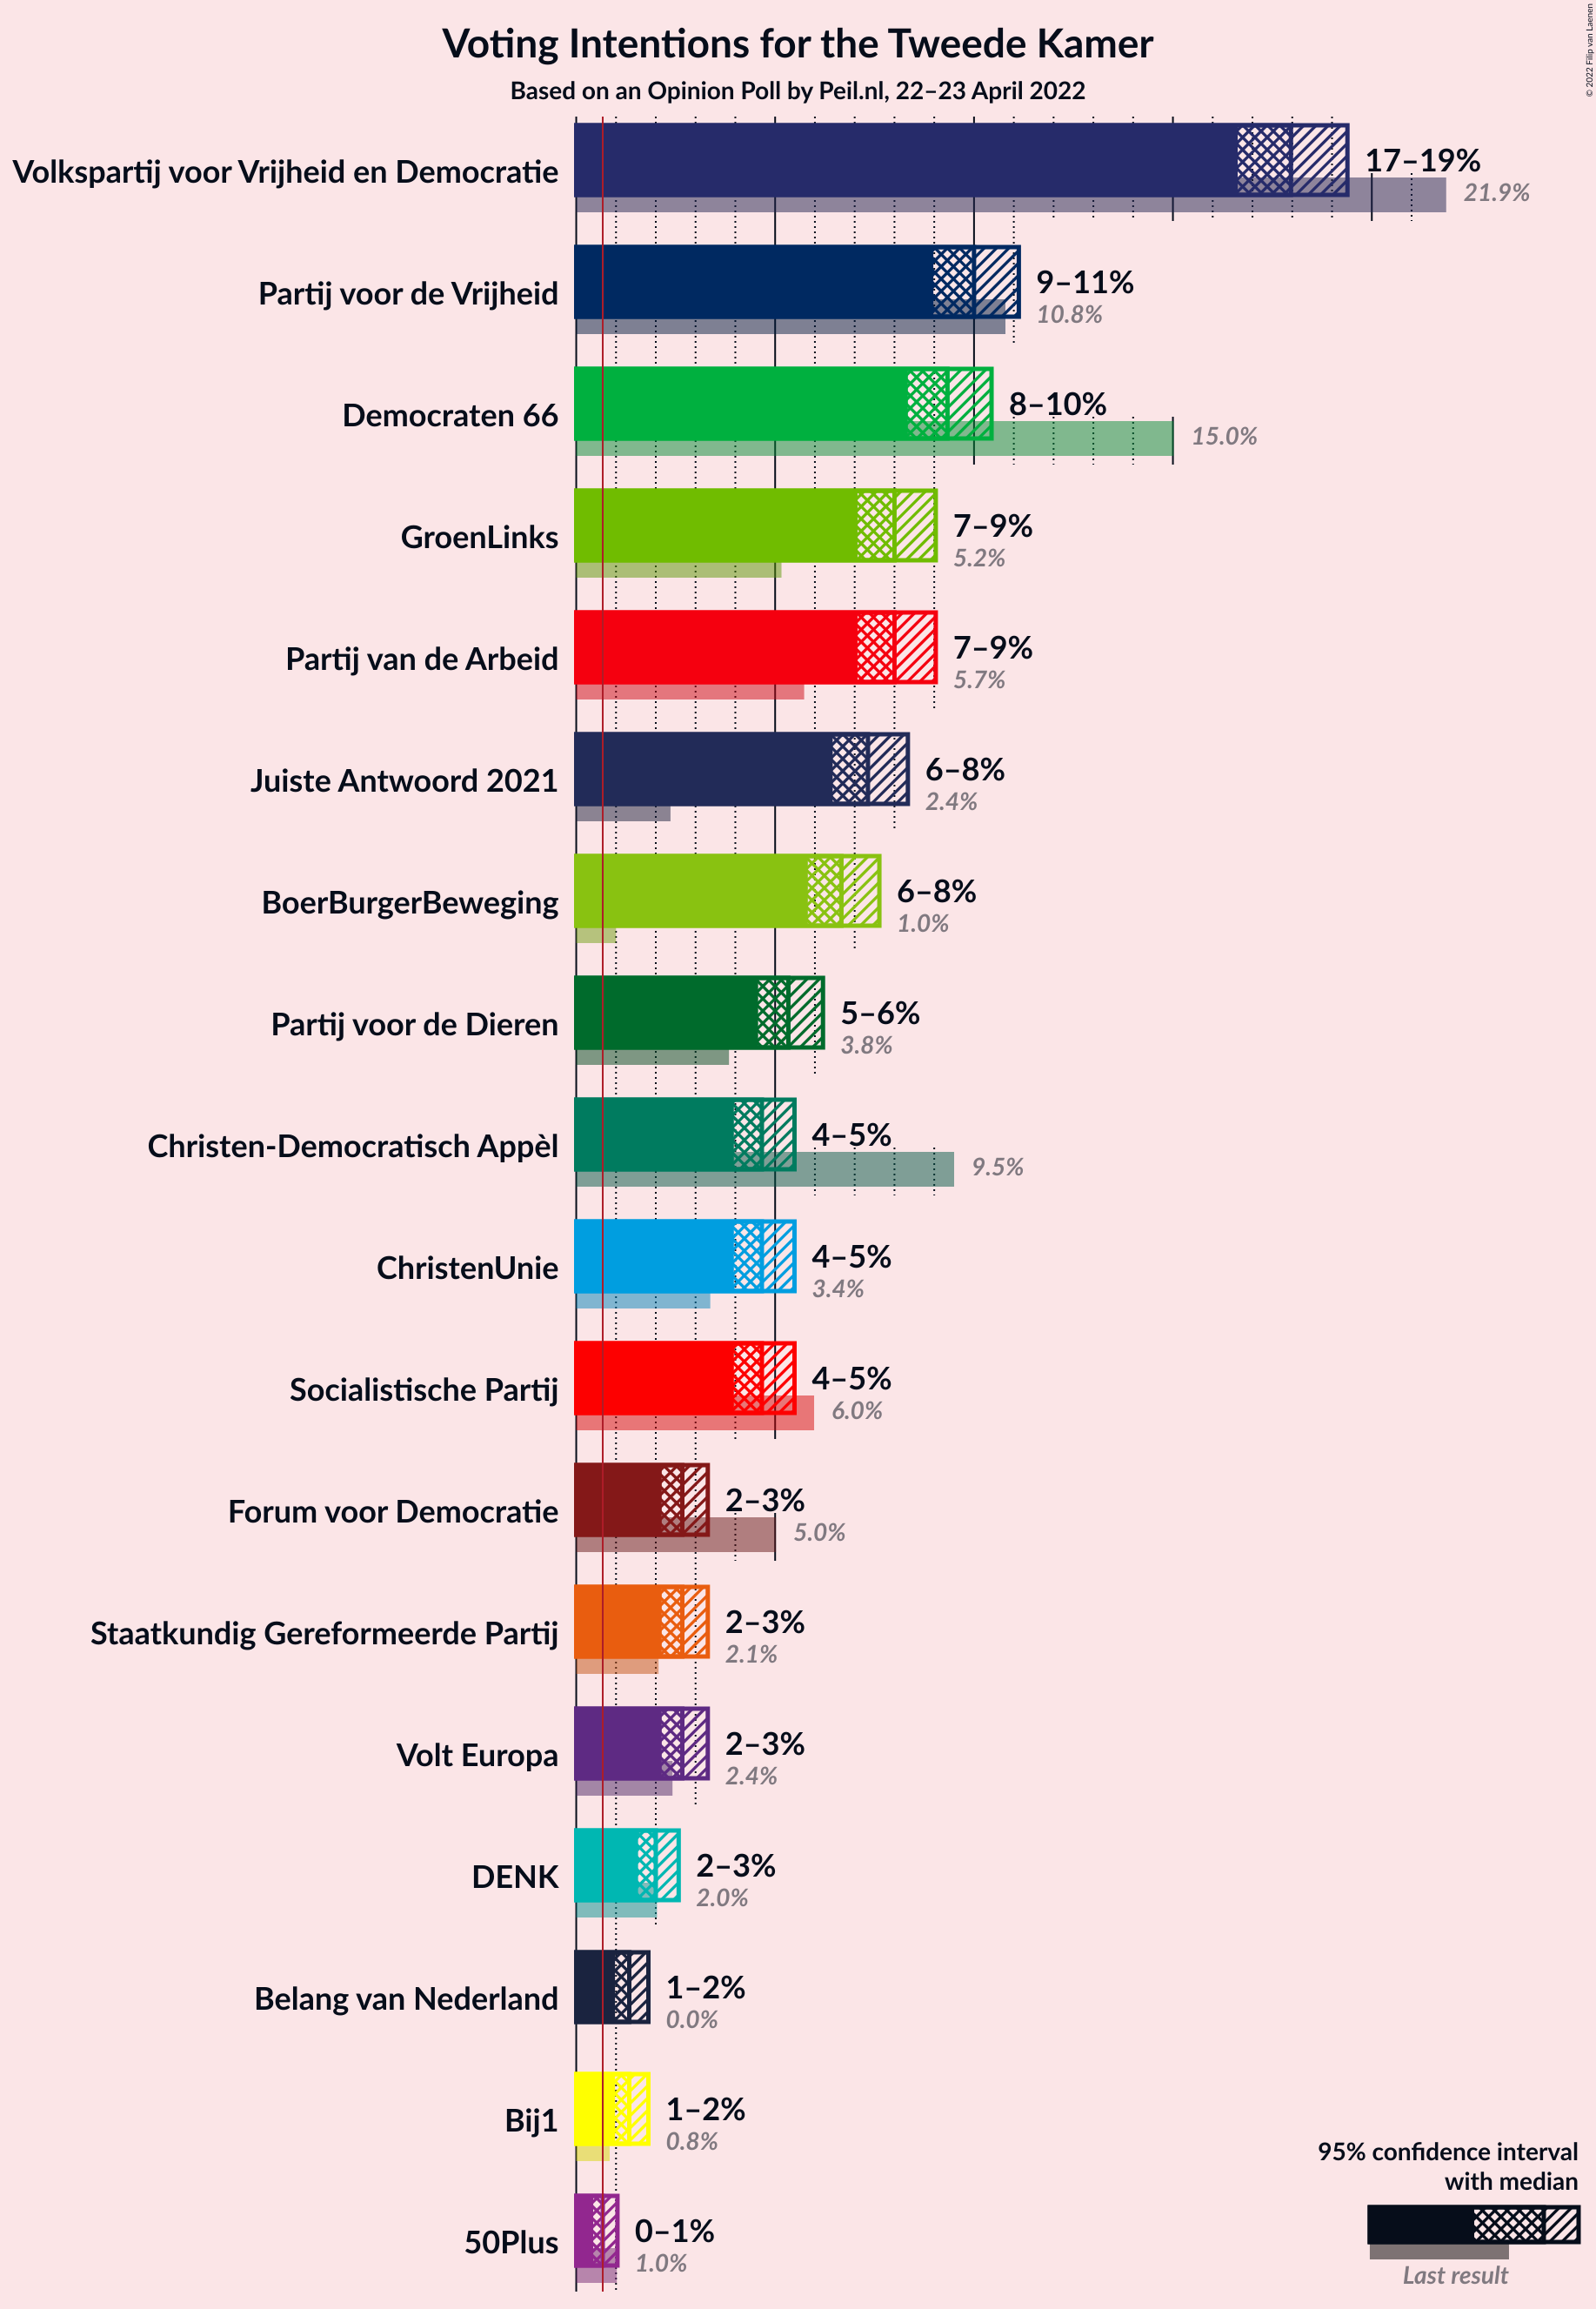 Voting Intentions for the Tweede Kamer
Based on an Opinion Poll by Peil.nl, 22–23 April 2022
© 2022 Filip van Laenen
Volkspartij voor Vrijheid en Democratie
17–19%
21.9%
Partij voor de Vrijheid
9–11%
10.8%
Democraten 66
8–10%
15.0%
GroenLinks
7–9%
5.2%
Partij van de Arbeid
7–9%
5.7%
Juiste Antwoord 2021
6–8%
2.4%
BoerBurgerBeweging
6–8%
1.0%
Partij voor de Dieren
5–6%
3.8%
Christen-Democratisch Appèl
4–5%
9.5%
ChristenUnie
4–5%
3.4%
Socialistische Partij
4–5%
6.0%
Forum voor Democratie
2–3%
5.0%
Staatkundig Gereformeerde Partij
2–3%
2.1%
Volt Europa
2–3%
2.4%
DENK
2–3%
2.0%
Belang van Nederland
1–2%
0.0%
Bij1
1–2%
0.8%
50Plus
0–1%
1.0%
95% confidence interval
with median
Last result